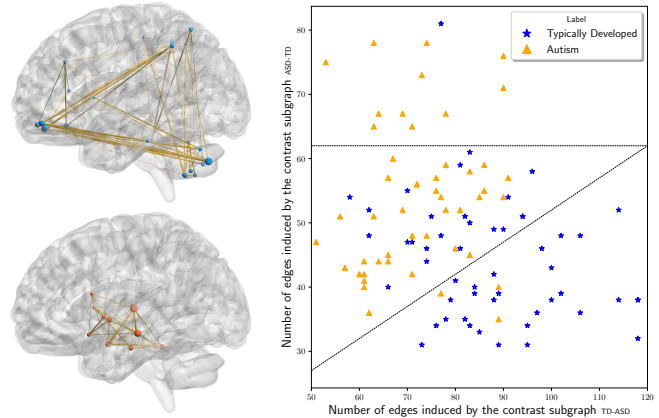 Label
Typically Developed
Autism
Number of edges induced by the contrast subgraph ASD-TD
80
70
60
50
40
30
50
60
70
80
90
100
110
120
Number of edges induced by the contrast subgraph TD-ASD